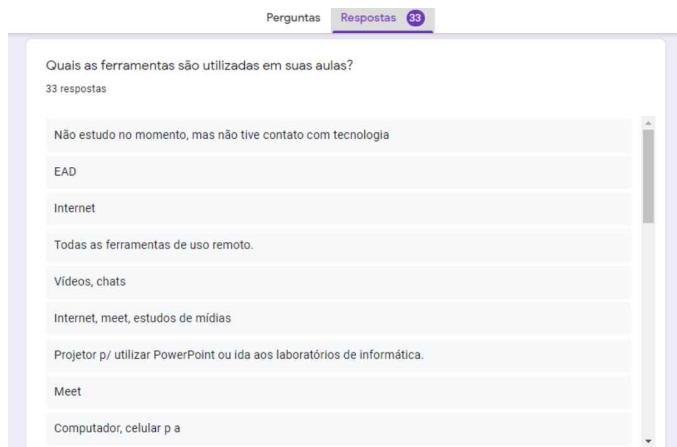 Perguntas Respostas 33
Quais as ferramentas são utilizadas em suas aulas?
33 respostas
Não estudo no momento, mas não tive contato com tecnologia
EAD
Internet
Todas as ferramentas de uso remoto.
Vídeos, chats
Internet, meet, estudos de mídias
Projetor p/ utilizar PowerPoint ou ida aos laboratórios de informática.
Meet
Computador, celular p a